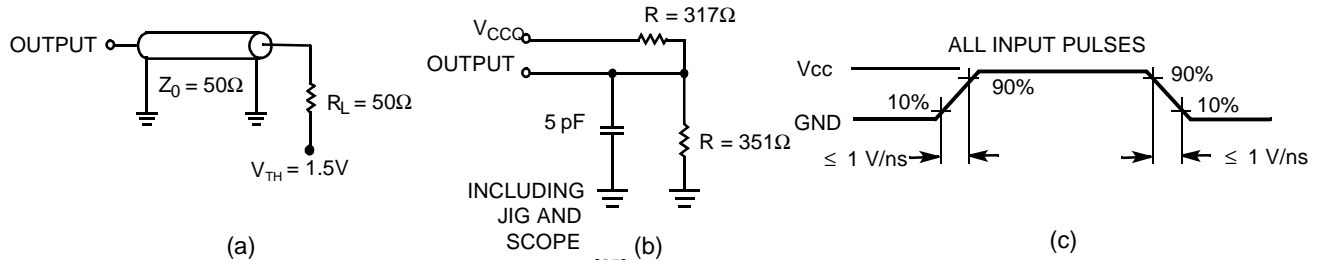 OUTPUT
Z0 = 50Ω
RL = 50Ω
VTH = 1.5V
(a)
R = 317Ω
VCCQ
OUTPUT
5 pF
R = 351Ω
INCLUDING
JIG AND
SCOPE
(b)
ALL INPUT PULSES
Vcc
90%
90%
10%
10%
GND
≤ 1 V/ns
≤ 1 V/ns
(c)